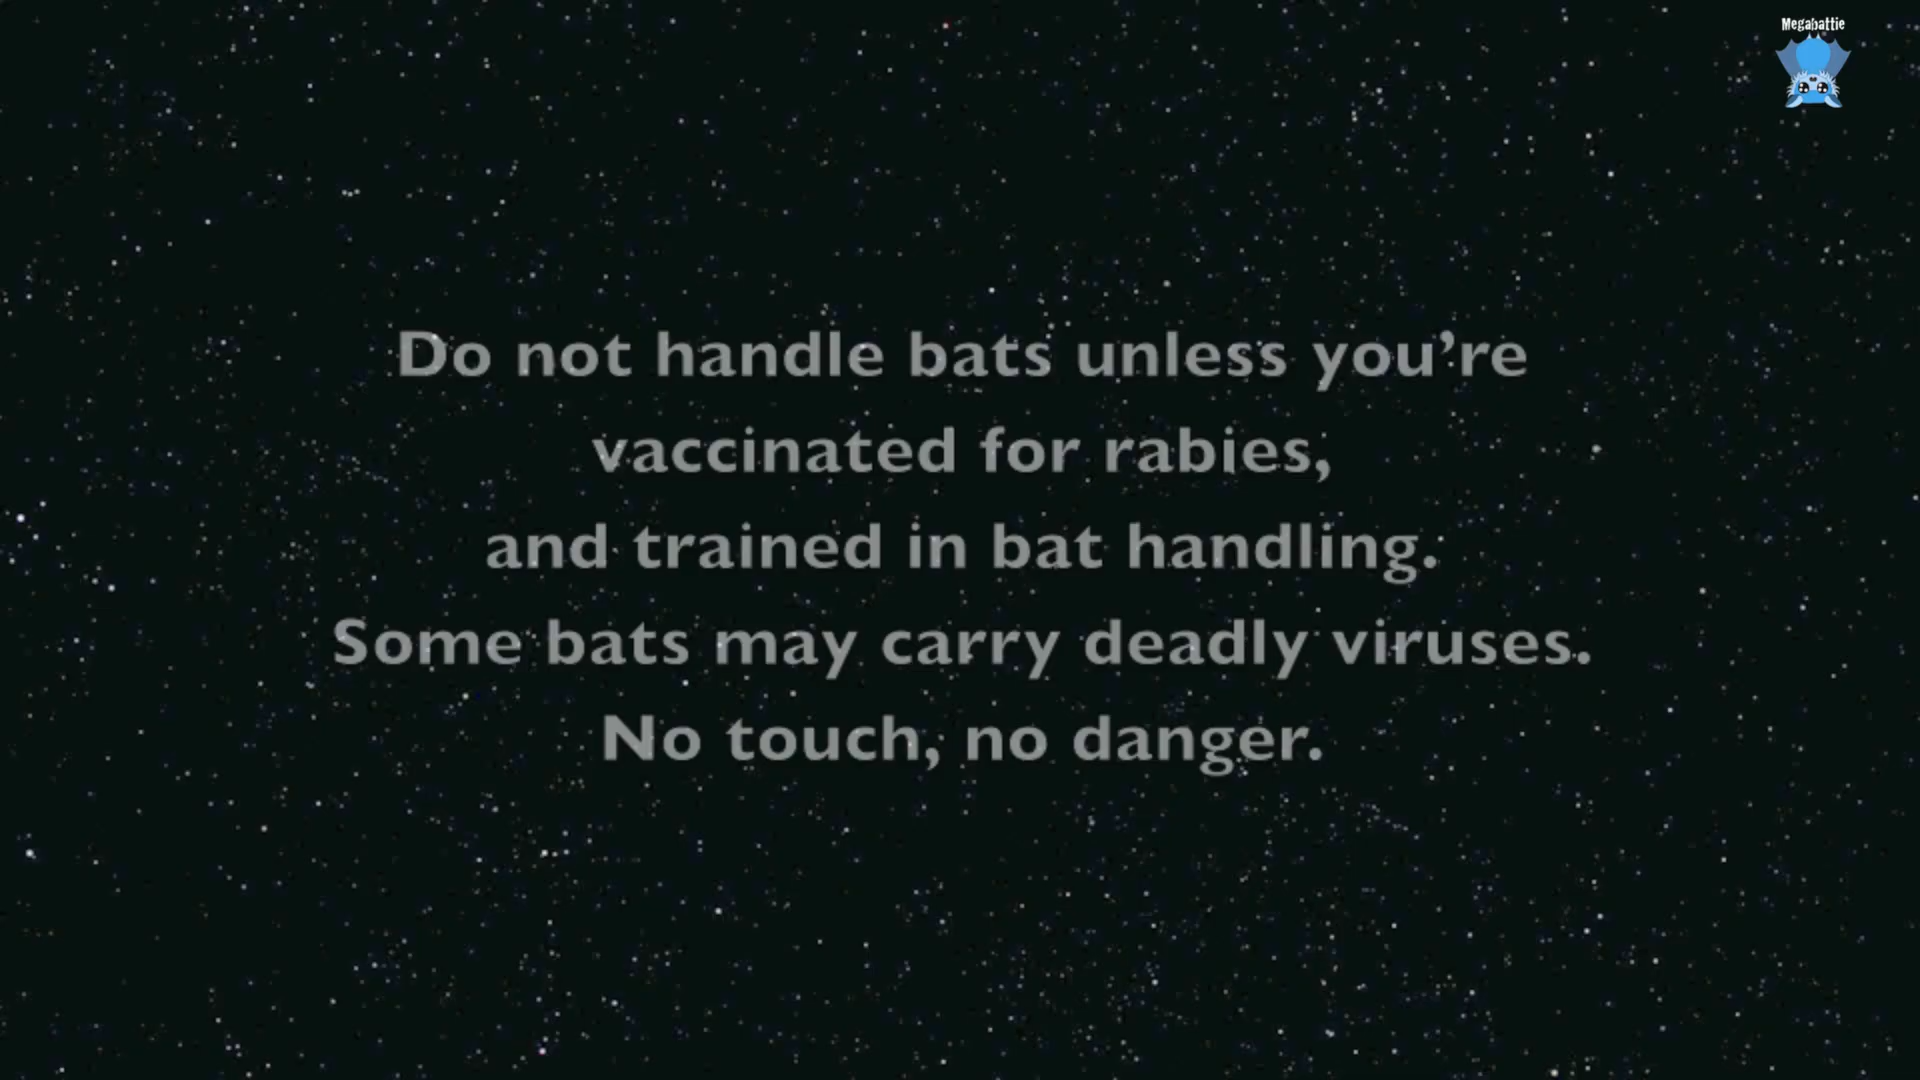 Megabattie
Do not handle bats unless you’re
vaccinated for rabies,
and trained in bat handling.
Some bats may carry deadly viruses.
No touch, no danger.